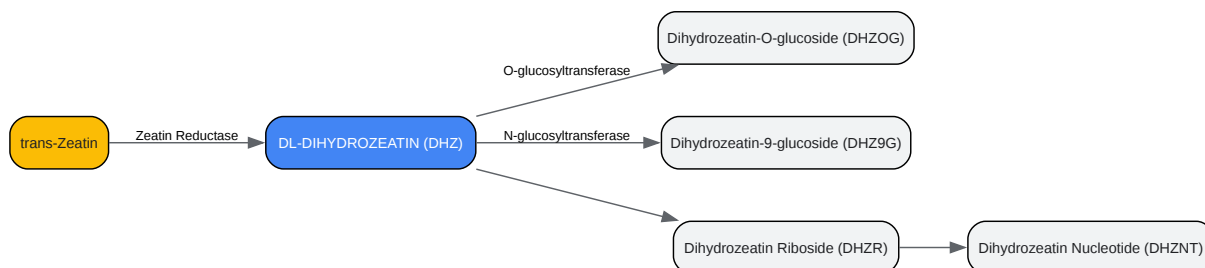 Dihydrozeatin-O-glucoside (DHZOG)
O-glucosyltransferase
trans-Zeatin
Zeatin Reductase
DL-DIHYDROZEATIN (DHZ)
N-glucosyltransferase
Dihydrozeatin-9-glucoside (DHZ9G)
Dihydrozeatin Riboside (DHZR)
Dihydrozeatin Nucleotide (DHZNT)